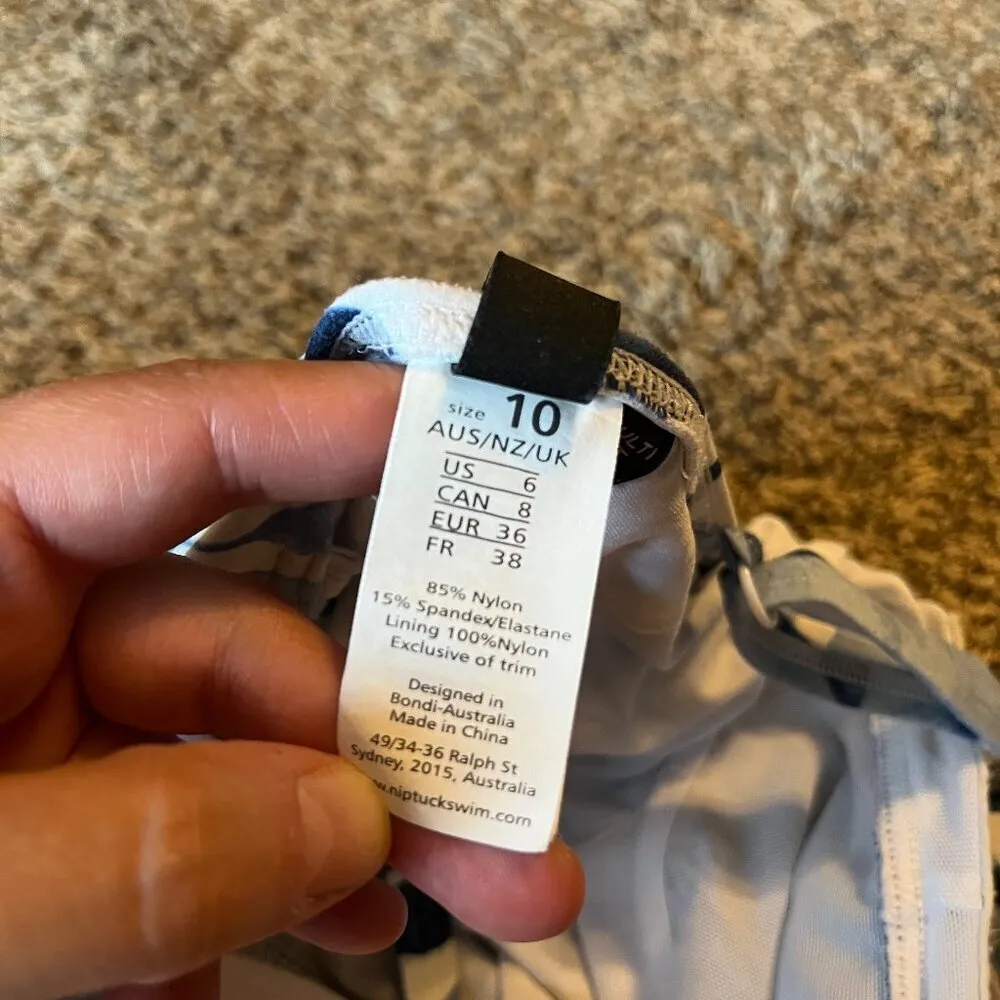 size 10
AUS/NZ/UK
US 6
CAN 8
EUR 36
FR 38
85% Nylon
15% Spandex/Elastane
Lining 100%Nylon
Exclusive of trim
Designed in
Bondi-Australia
Made in China
49/34-36 Ralph St
Sydney, 2015, Australia
w.niptuckswim.com